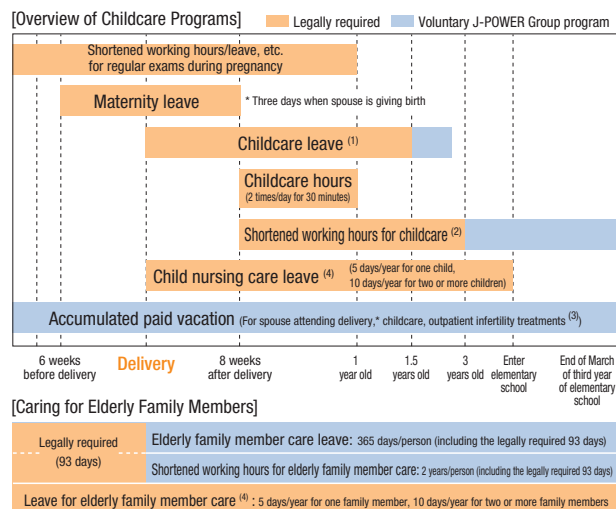 [Overview of Childcare Programs]
Legally required
Voluntary J-POWER Group program
Shortened working hours/leave, etc.
for regular exams during pregnancy
Maternity leave
* Three days when spouse is giving birth
Childcare leave (1)
Childcare hours
(2 times/day for 30 minutes)
Shortened working hours for childcare (2)
Child nursing care leave (4)
(5 days/year for one child,
10 days/year for two or more children)
Accumulated paid vacation (For spouse attending delivery,* childcare, outpatient infertility treatments (3))
6 weeks
before delivery
Delivery
8 weeks
after delivery
1
year old
1.5
years old
3
years old
Enter
elementary
school
End of March
of third year
of elementary
school
[Caring for Elderly Family Members]
Legally required
(93 days)
Elderly family member care leave: 365 days/person (including the legally required 93 days)
Shortened working hours for elderly family member care: 2 years/person (including the legally required 93 days)
Leave for elderly family member care (4) : 5 days/year for one family member, 10 days/year for two or more family members